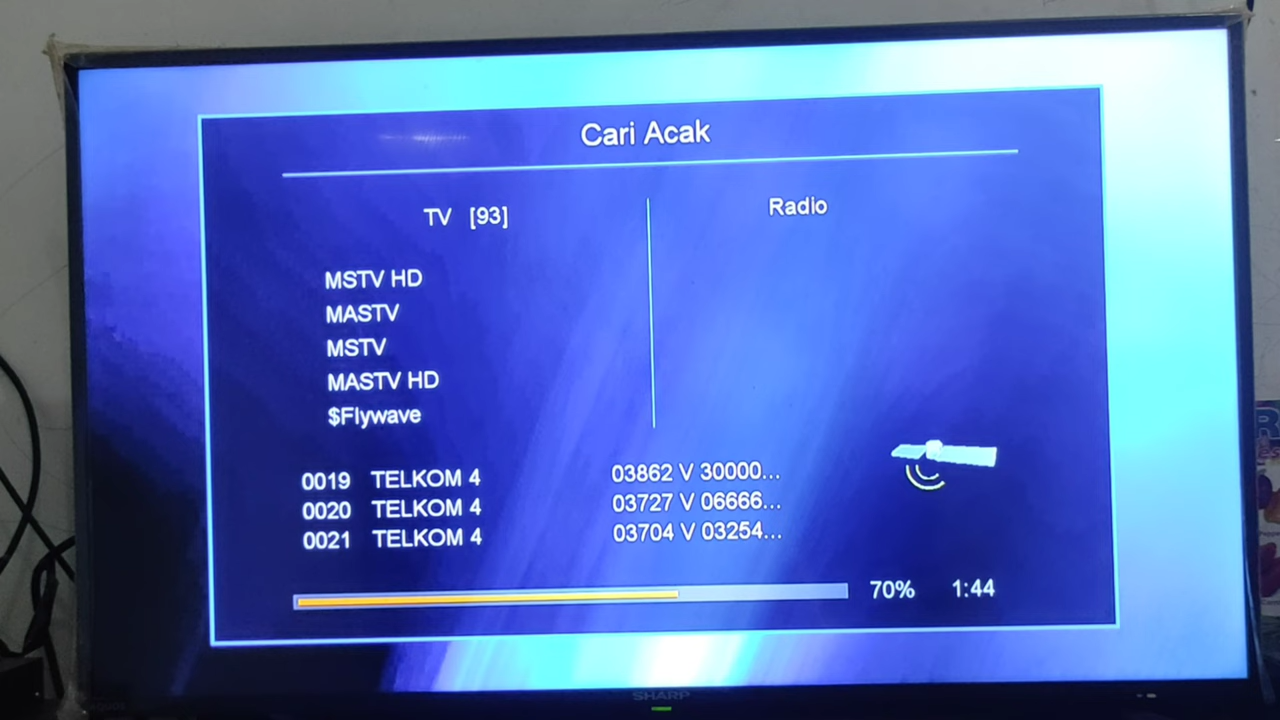 Cari Acak
TV [93]
Radio
MSTV HD
MASTV
MSTV
MASTV HD
$Flywave
0019 TELKOM 4 03862 V 30000...
0020 TELKOM 4 03727 V 06666...
0021 TELKOM 4 03704 V 03254...
70% 1:44
SHARP